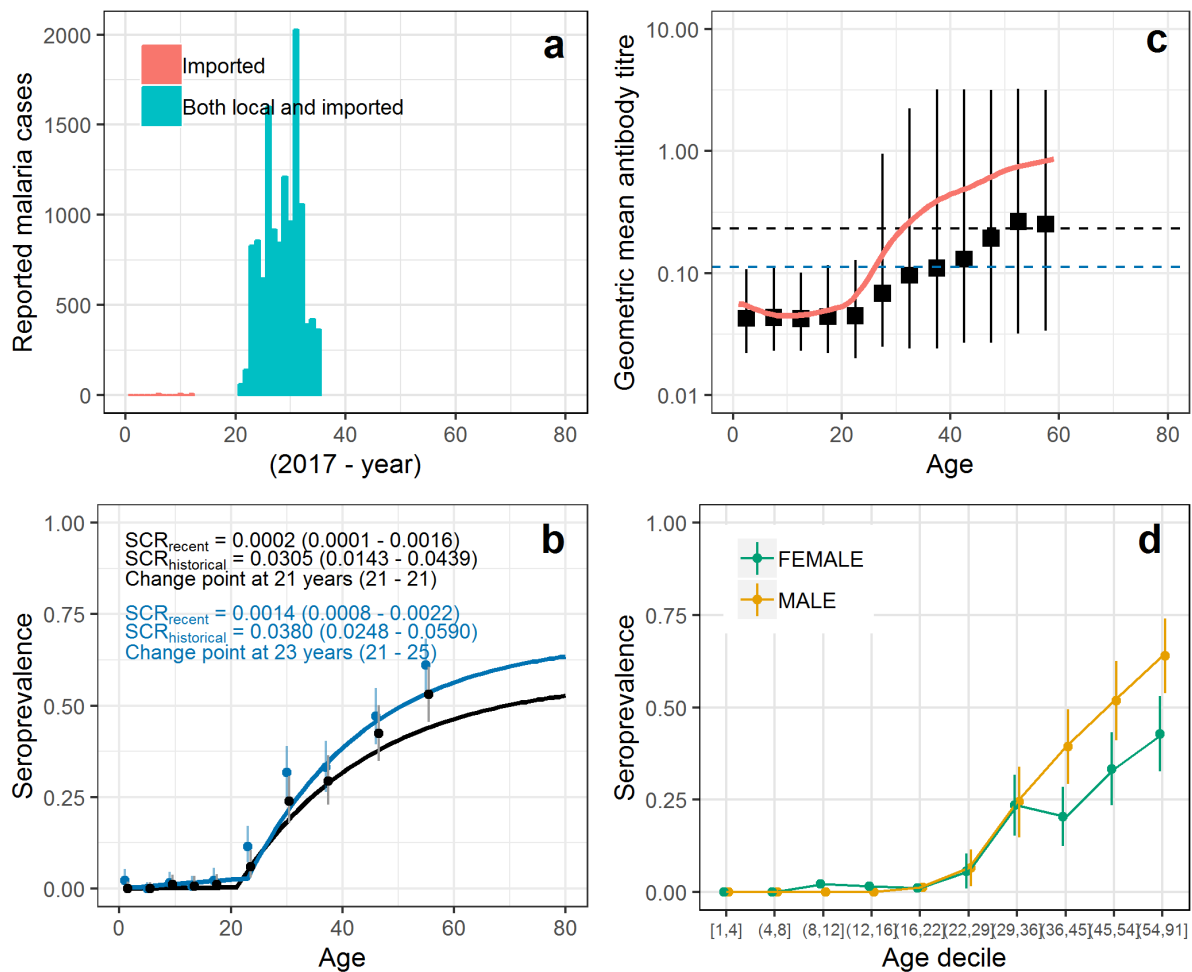 a
Imported
Both local and imported
Reported malaria cases
2000
1500
1000
500
0
0 20 40 60 80
(2017 - year)
c
Geometric mean antibody titre
10.00
1.00
0.10
0.01
0 20 40 60 80
Age
b
SCRrecent = 0.0002 (0.0001 - 0.0016)
SCRhistorical = 0.0305 (0.0143 - 0.0439)
Change point at 21 years (21 - 21)
SCRrecent = 0.0014 (0.0008 - 0.0022)
SCRhistorical = 0.0380 (0.0248 - 0.0590)
Change point at 23 years (21 - 25)
Seroprevalence
1.00
0.75
0.50
0.25
0.00
0 20 40 60 80
Age
d
FEMALE
MALE
Seroprevalence
1.00
0.75
0.50
0.25
0.00
[1,4] (4,8] (8,12] (12,16] (16,22] (22,29] (29,36] (36,45] (45,54] (54,91]
Age decile